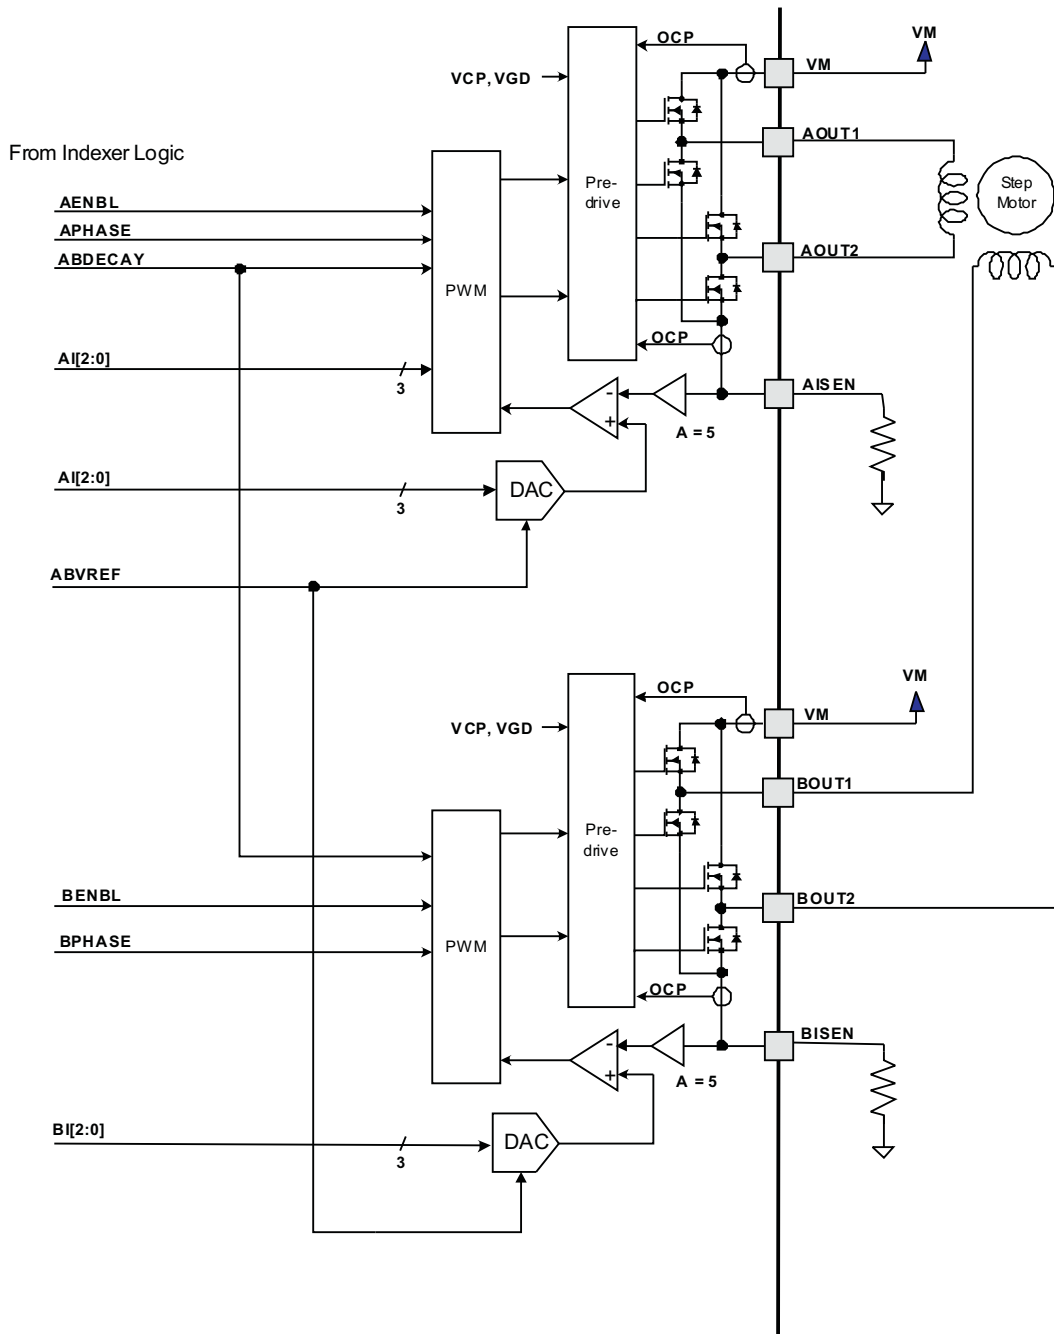 OCP
VM
VM
VCP, VGD
AOUT1
From Indexer Logic
Pre-
drive
Step
Motor
AENBL
APHASE
AOUT2
ABDECAY
PWM
OCP
AI[2:0]
3
AISEN
-
+
A = 5
AI[2:0]
3
DAC
ABVREF
VM
OCP
VM
VCP, VGD
BOUT1
Pre-
drive
BENBL
BOUT2
BPHASE
PWM
OCP
BISEN
-
+
A = 5
BI[2:0]
3
DAC